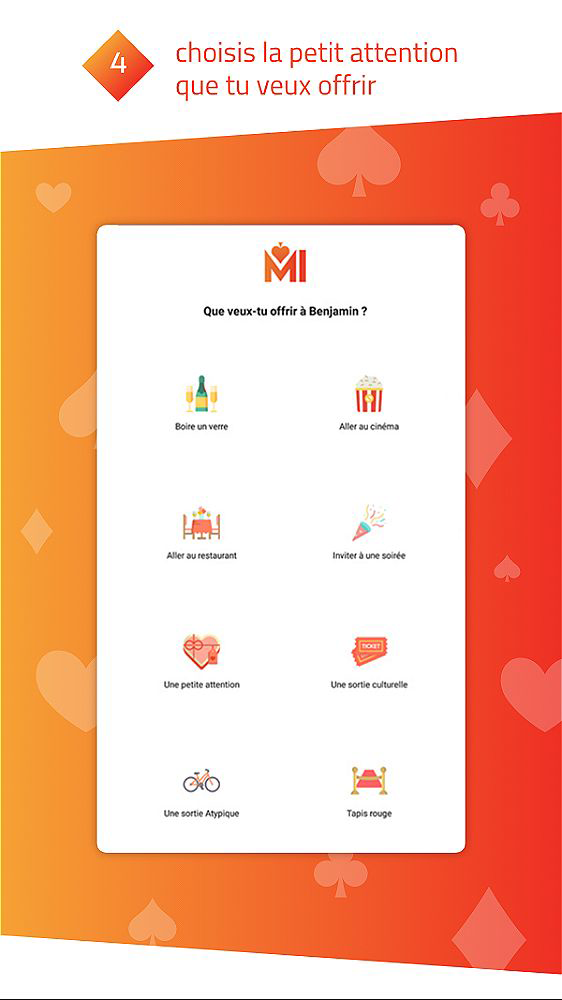 4
choisis la petit attention
que tu veux offrir
MI
Que veux-tu offrir à Benjamin ?
Boire un verre
Aller au cinéma
Aller au restaurant
Inviter à une soirée
TICKET
Une petite attention
Une sortie culturelle
Une sortie Atypique
Tapis rouge